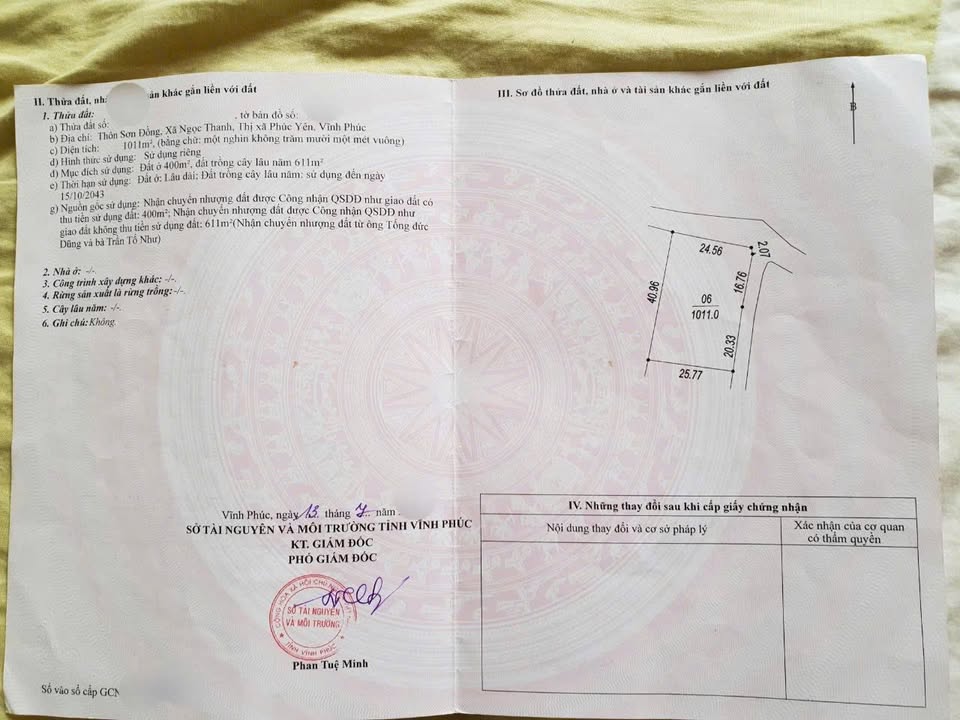 II. Thửa đất, nhà sản khác gắn liền với đất
1. Thửa đất:
a) Thửa đất số: , tờ bản đồ số:
b) Địa chỉ: Thôn Sơn Đồng, Xã Ngọc Thanh, Thị xã Phúc Yên, Vĩnh Phúc
c) Diện tích: 1011m², (bằng chữ: một nghìn không trăm mười một mét vuông)
d) Hình thức sử dụng: Sử dụng riêng
đ) Mục đích sử dụng: Đất ở 400m², đất trồng cây lâu năm 611m²
e) Thời hạn sử dụng: Đất ở: Lâu dài; Đất trồng cây lâu năm: sử dụng đến ngày
15/10/2043
g) Nguồn gốc sử dụng: Nhận chuyển nhượng đất được Công nhận QSDĐ như giao đất có
thu tiền sử dụng đất: 400m²; Nhận chuyển nhượng đất được Công nhận QSDĐ như
giao đất không thu tiền sử dụng đất: 611m²(Nhận chuyển nhượng đất từ ông Tống đức
Dũng và bà Trần Tố Như)
2. Nhà ở: -/-.
3. Công trình xây dựng khác: -/-.
4. Rừng sản xuất là rừng trồng:-/-.
5. Cây lâu năm: -/-.
6. Ghi chú: Không.
Vĩnh Phúc, ngày 13 tháng 7 năm
SỞ TÀI NGUYÊN VÀ MÔI TRƯỜNG TỈNH VĨNH PHÚC
KT. GIÁM ĐỐC
PHÓ GIÁM ĐỐC
SỞ TÀI NGUYÊN
VÀ MÔI TRƯỜNG
TỈNH VĨNH PHÚC
Phan Tuệ Minh
Số vào sổ cấp GCN
III. Sơ đồ thửa đất, nhà ở và tài sản khác gắn liền với đất
B
24.56
2.07
16.76
40.96
06
1011.0
20.33
25.77
IV. Những thay đổi sau khi cấp giấy chứng nhận
Nội dung thay đổi và cơ sở pháp lý
Xác nhận của cơ quan
có thẩm quyền